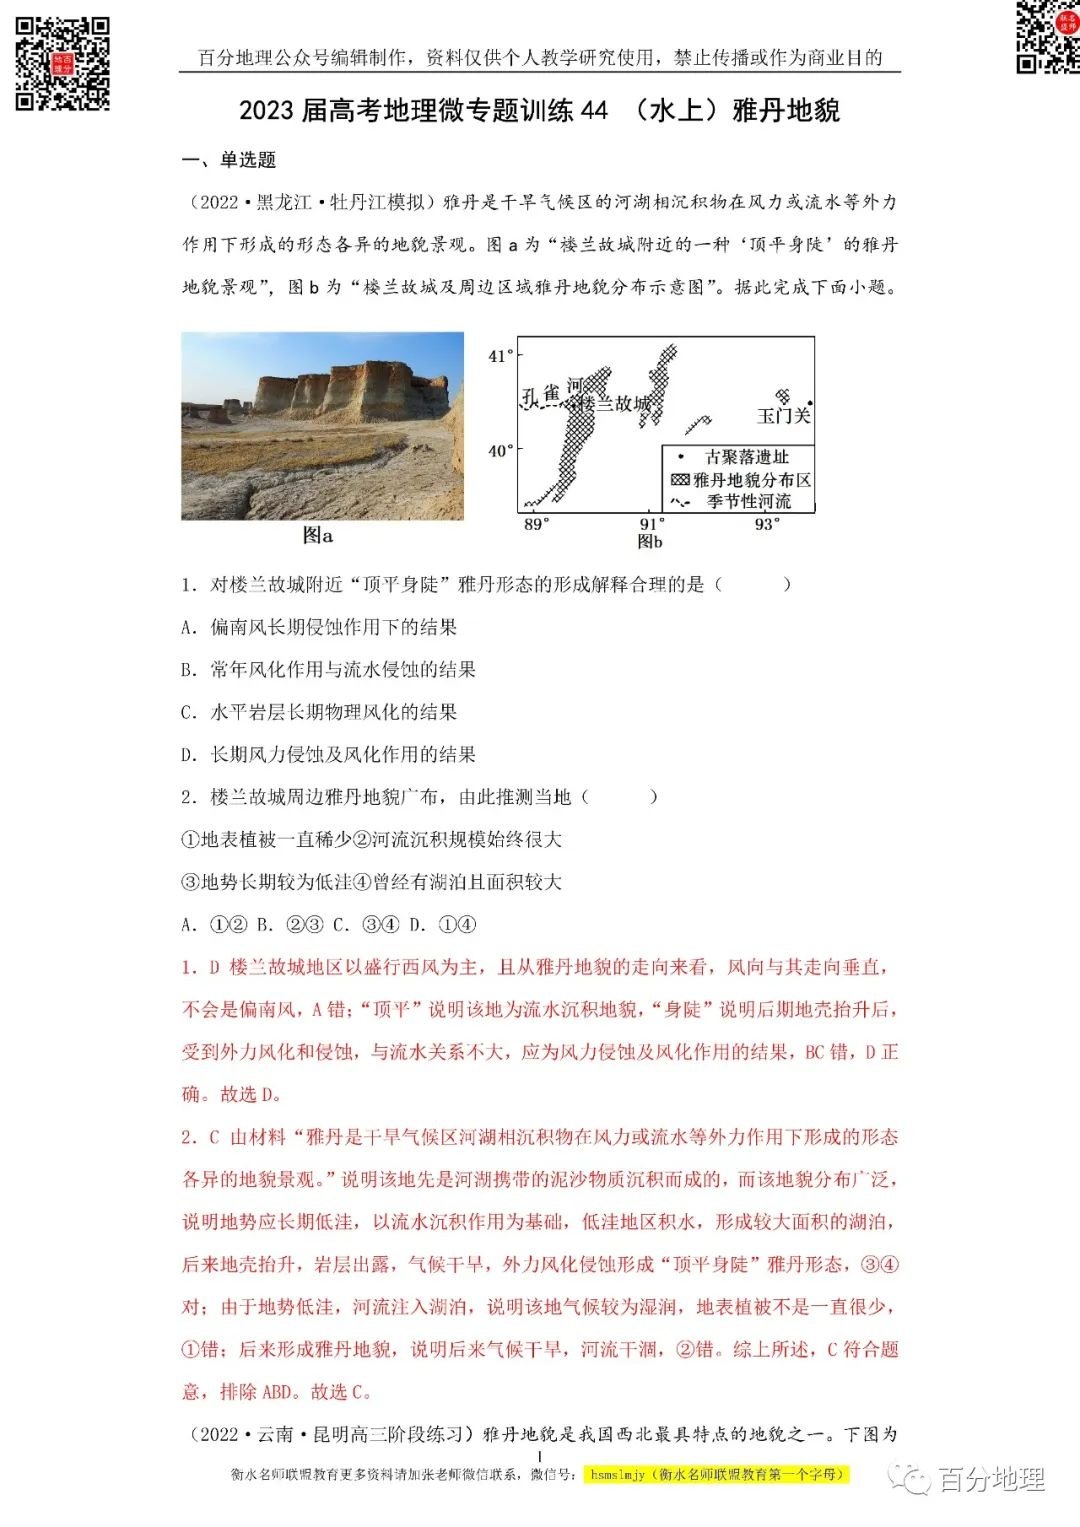 百分地理公众号编辑制作，资料仅供个人教学研究使用，禁止传播或作为商业目的
2023届高考地理微专题训练44 （水上）雅丹地貌
一、单选题
（2022·黑龙江·牡丹江模拟）雅丹是干旱气候区的河湖相沉积物在风力或流水等外力
作用下形成的形态各异的地貌景观。图a为“楼兰故城附近的一种‘顶平身陡’的雅丹
地貌景观”，图b为“楼兰故城及周边区域雅丹地貌分布示意图”。据此完成下面小题。
41°
孔雀河
楼兰故城
玉门关
40°
古聚落遗址
雅丹地貌分布区
季节性河流
89° 91° 93°
图a
图b
1. 对楼兰故城附近“顶平身陡”雅丹形态的形成解释合理的是（ ）
A. 偏南风长期侵蚀作用下的结果
B. 常年风化作用与流水侵蚀的结果
C. 水平岩层长期物理风化的结果
D. 长期风力侵蚀及风化作用的结果
2. 楼兰故城周边雅丹地貌广布，由此推测当地（ ）
①地表植被一直稀少②河流沉积规模始终很大
③地势长期较为低洼④曾经有湖泊且面积较大
A. ①② B. ②③ C. ③④ D. ①④
1. D 楼兰故城地区以盛行西风为主，且从雅丹地貌的走向来看，风向与其走向垂直，
不会是偏南风，A错；“顶平”说明该地为流水沉积地貌，“身陡”说明后期地壳抬升后，
受到外力风化和侵蚀，与流水关系不大，应为风力侵蚀及风化作用的结果，BC错，D正
确。故选D。
2. C 由材料“雅丹是干旱气候区河湖相沉积物在风力或流水等外力作用下形成的形态
各异的地貌景观。”说明该地先是河湖携带的泥沙物质沉积而成的，而该地貌分布广泛，
说明地势应长期低洼，以流水沉积作用为基础，低洼地区积水，形成较大面积的湖泊，
后来地壳抬升，岩层出露，气候干旱，外力风化侵蚀形成“顶平身陡”雅丹形态，③④
对；由于地势低洼，河流注入湖泊，说明该地气候较为湿润，地表植被不是一直很少，
①错；后来形成雅丹地貌，说明后来气候干旱，河流干涸，②错。综上所述，C符合题
意，排除ABD。故选C。
（2022·云南·昆明高三阶段练习）雅丹地貌是我国西北最具特点的地貌之一。下图为
1
衡水名师联盟教育更多资料请加张老师微信联系，微信号： hsmslmjy（衡水名师联盟教育第一个字母）
百分地理